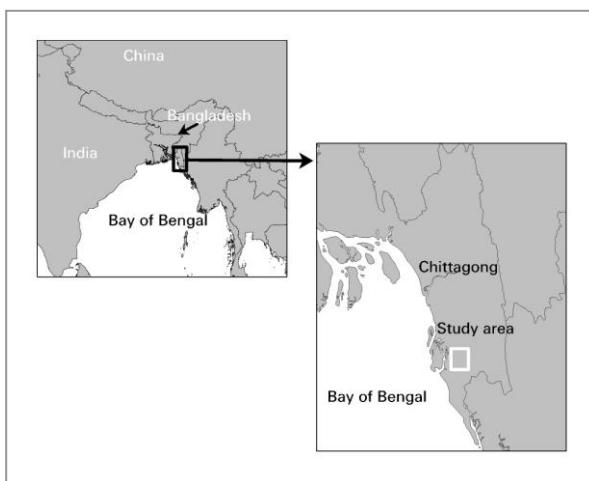 China
Bangladesh
India
Bay of Bengal
Chittagong
Study area
Bay of Bengal